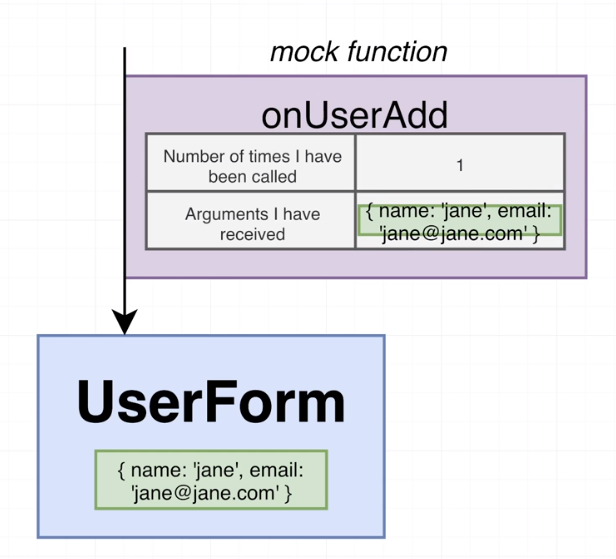 mock function
onUserAdd
Number of times I have
been called
1
Arguments I have
received
{ name: 'jane', email:
'jane@jane.com' }
UserForm
{ name: 'jane', email:
'jane@jane.com' }